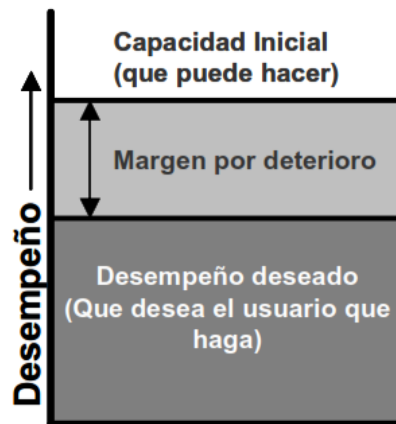 Capacidad Inicial
(que puede hacer)
Margen por deterioro
Desempeño deseado
(Que desea el usuario que
haga)
Desempeño